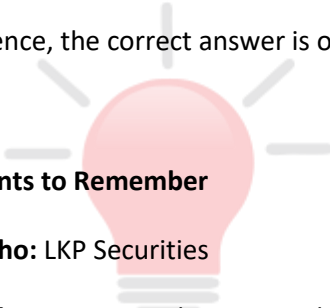 ence, the correct answer is o
nts to Remember
ho: LKP Securities